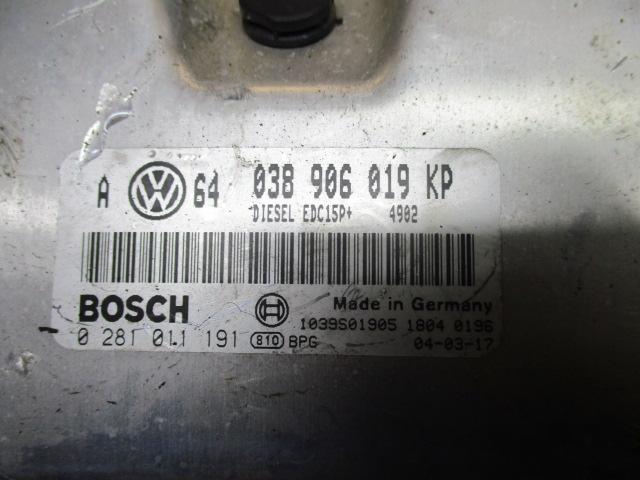 A VW 64 038 906 019 KP
DIESEL EDC15P+ 4902
BOSCH Made in Germany
1039S01905 1804 0196
0 281 011 191 810 BPG 04-03-17